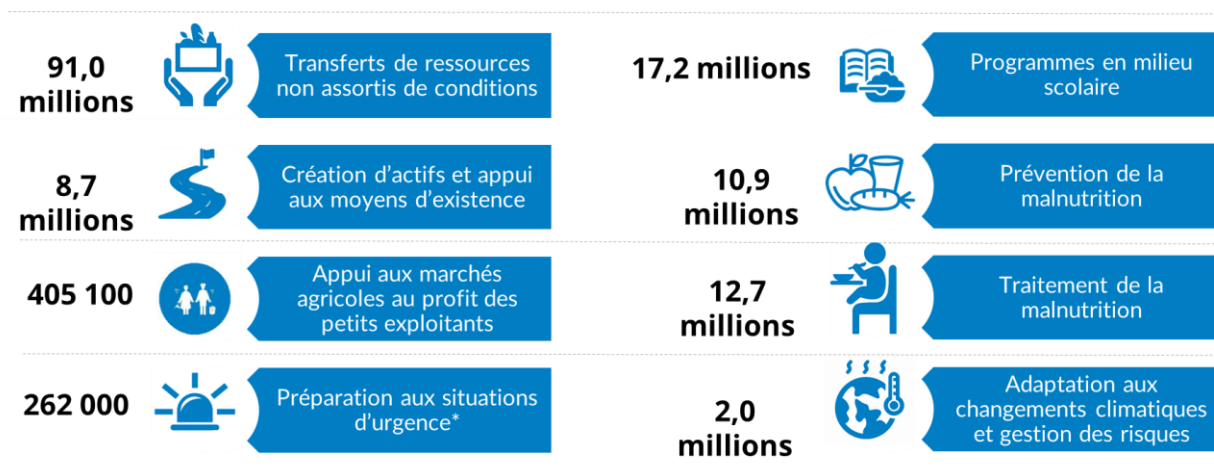 91,0
millions
Transferts de ressources
non assortis de conditions
17,2 millions
Programmes en milieu
scolaire
8,7
millions
Création d'actifs et appui
aux moyens d'existence
10,9
millions
Prévention de la
malnutrition
405 100
Appui aux marchés
agricoles au profit des
petits exploitants
12,7
millions
Traitement de la
malnutrition
262 000
Préparation aux situations
d'urgence*
2,0
millions
Adaptation aux
changements climatiques
et gestion des risques